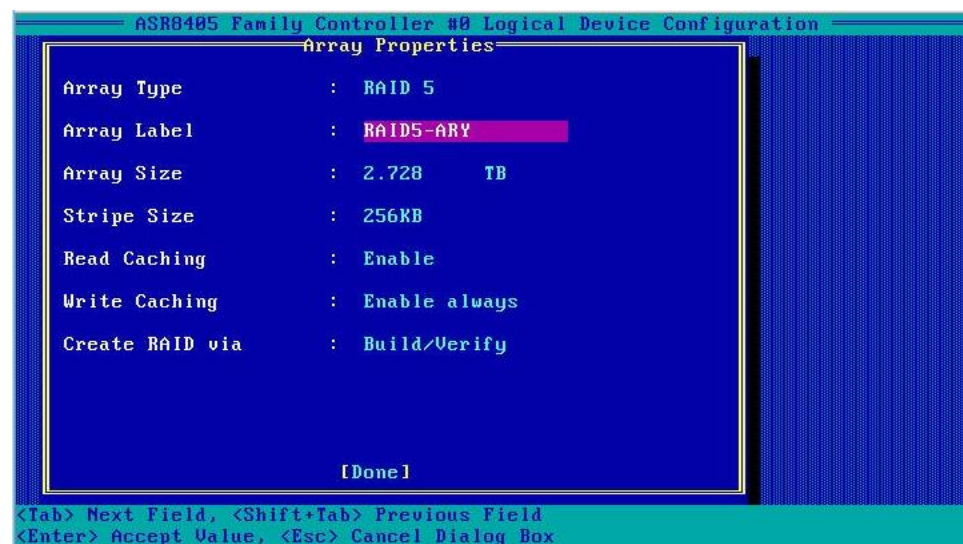 ASR8405 Family Controller #0 Logical Device Configuration
Array Properties
Array Type : RAID 5
Array Label : RAID5-ARY
Array Size : 2.728 TB
Stripe Size : 256KB
Read Caching : Enable
Write Caching : Enable always
Create RAID via : Build/Verify
[Done]
<Tab> Next Field, <Shift+Tab> Previous Field
<Enter> Accept Value, <Esc> Cancel Dialog Box